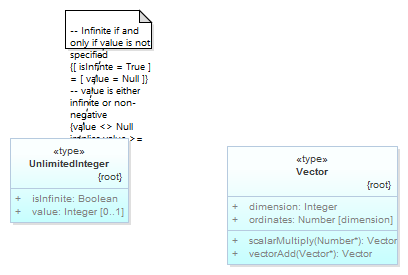 -- Infinite if and
only if value is not
specified
{[ isInfinte = True ]
= [ value = Null ]}
-- value is either
infinite or non-
negative
{value <> Null
implies value >=
«type»
UnlimitedInteger
{root}
+ isInfinite: Boolean
+ value: Integer [0..1]
«type»
Vector
{root}
+ dimension: Integer
+ ordinates: Number [dimension]
+ scalarMultiply(Number*): Vector
+ vectorAdd(Vector*): Vector